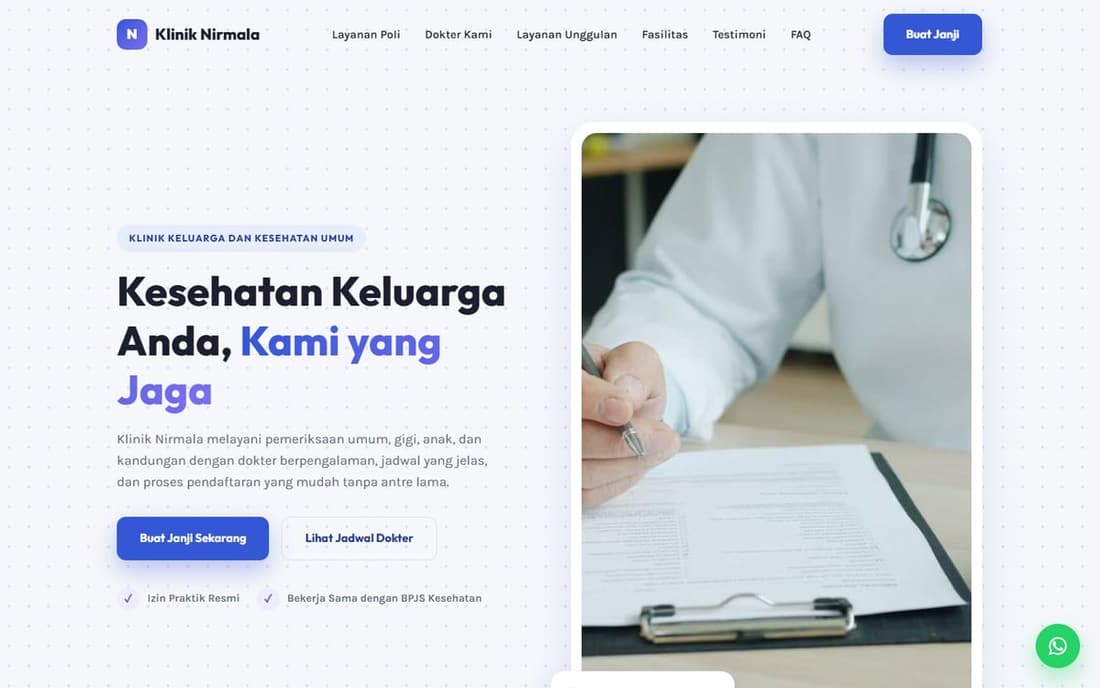 N Klinik Nirmala
Layanan Poli
Dokter Kami
Layanan Unggulan
Fasilitas
Testimoni
FAQ
Buat Janji
KLINIK KELUARGA DAN KESEHATAN UMUM
Kesehatan Keluarga
Anda, Kami yang
Jaga
Klinik Nirmala melayani pemeriksaan umum, gigi, anak, dan
kandungan dengan dokter berpengalaman, jadwal yang jelas,
dan proses pendaftaran yang mudah tanpa antre lama.
Buat Janji Sekarang
Lihat Jadwal Dokter
Izin Praktik Resmi
Bekerja Sama dengan BPJS Kesehatan